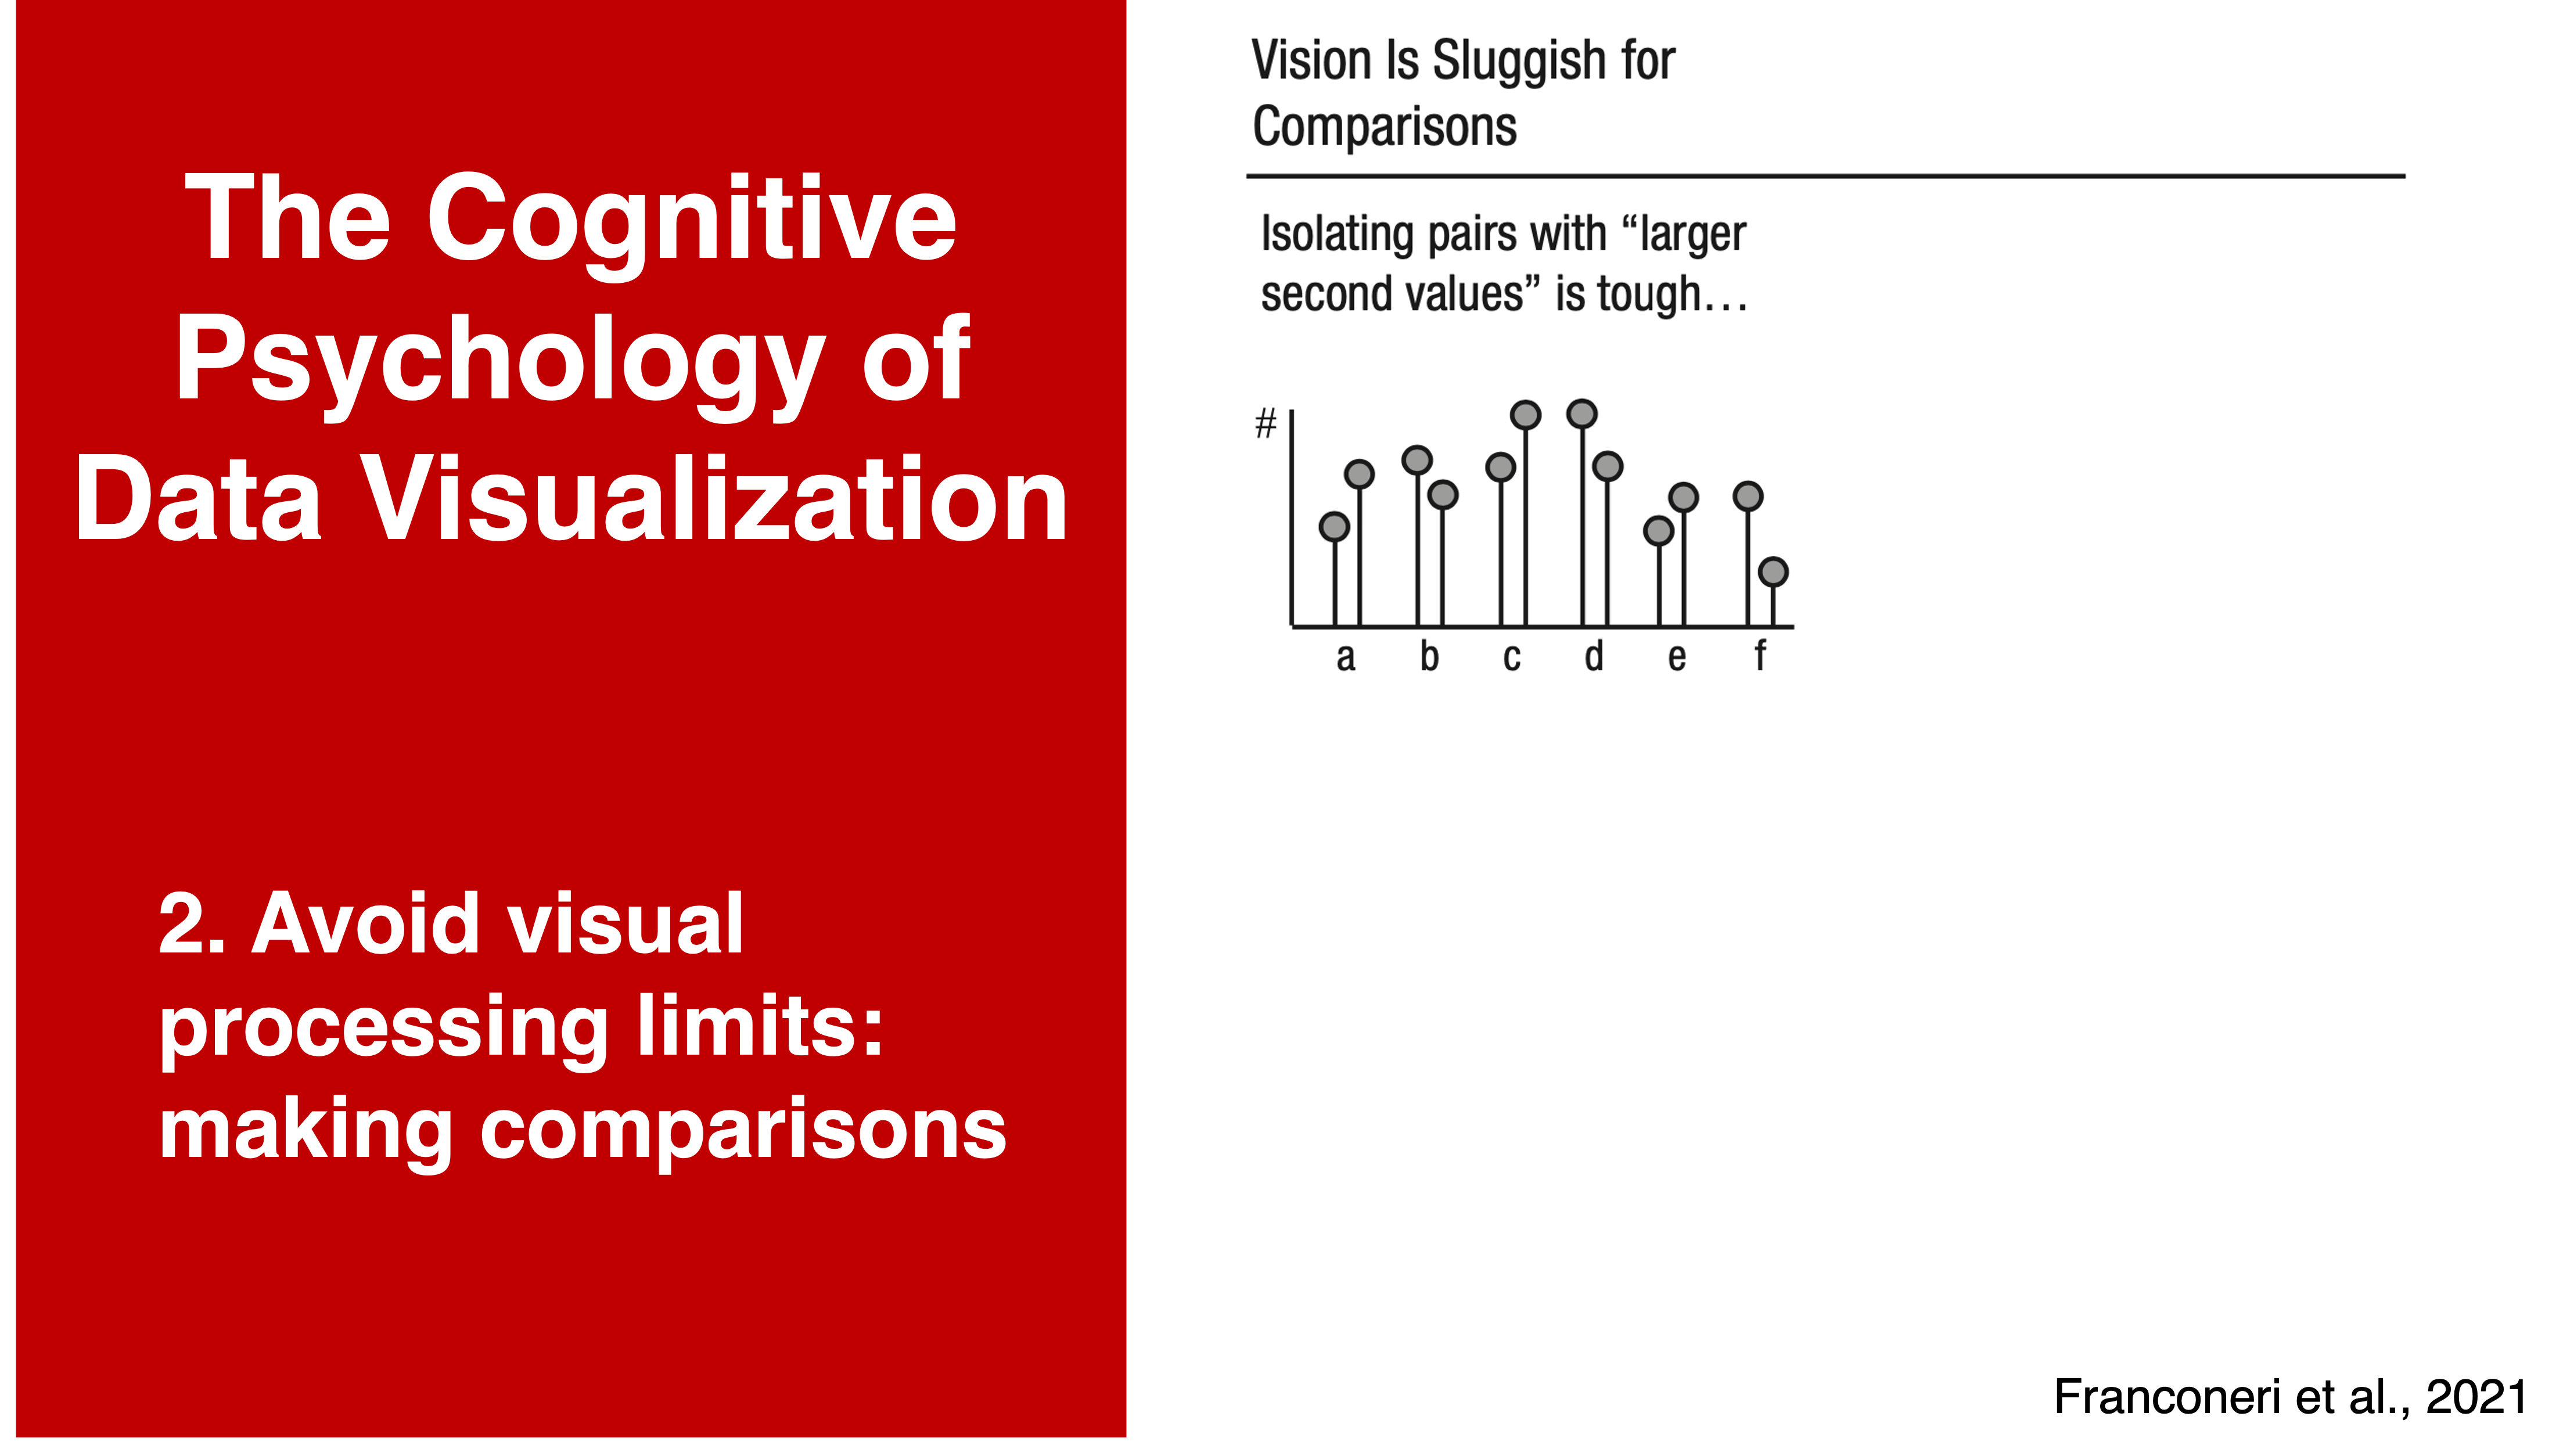 The Cognitive
Psychology of
Data Visualization
2. Avoid visual
processing limits:
making comparisons
Vision Is Sluggish for
Comparisons
Isolating pairs with “larger
second values” is tough…
#
a b c d e f
Franconeri et al., 2021